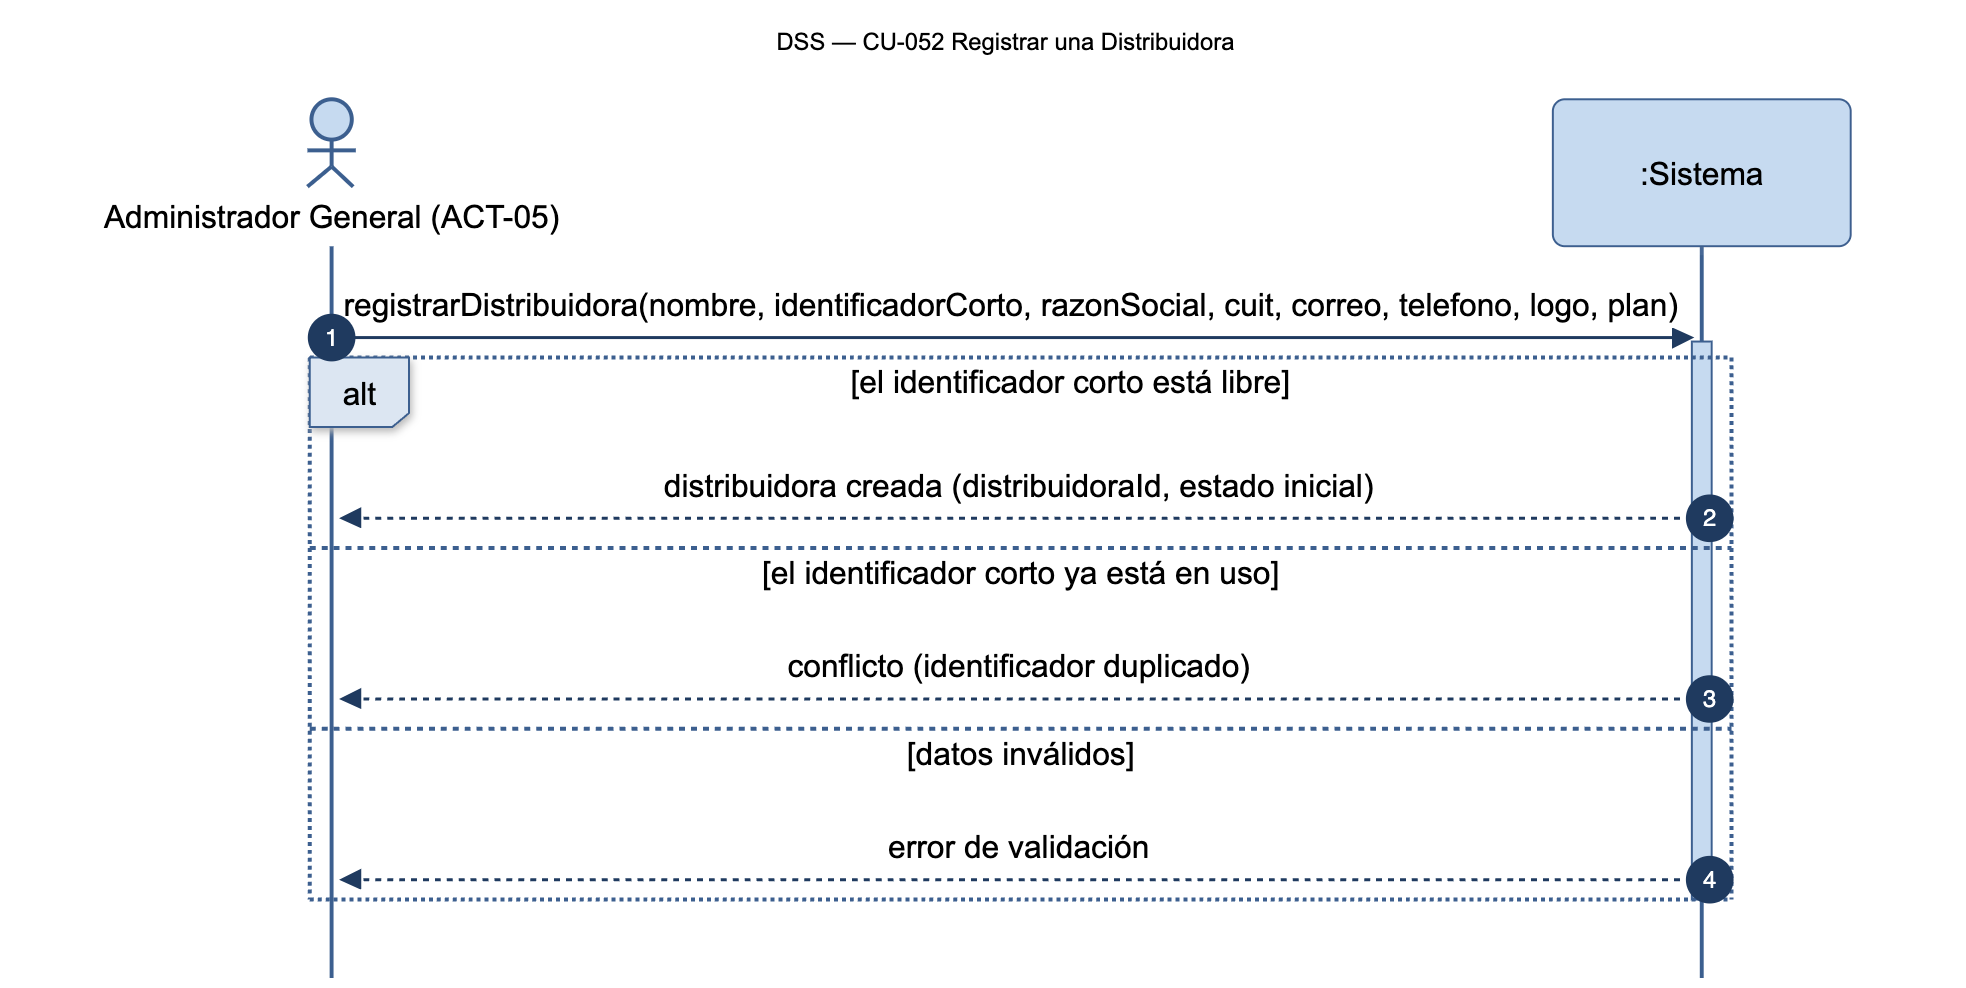 DSS — CU-052 Registrar una Distribuidora
:Sistema
Administrador General (ACT-05)
registrarDistribuidora(nombre, identificadorCorto, razonSocial, cuit, correo, telefono, logo, plan)
1
[el identificador corto está libre]
alt
distribuidora creada (distribuidoraId, estado inicial)
2
[el identificador corto ya está en uso]
conflicto (identificador duplicado)
3
[datos inválidos]
error de validación
4